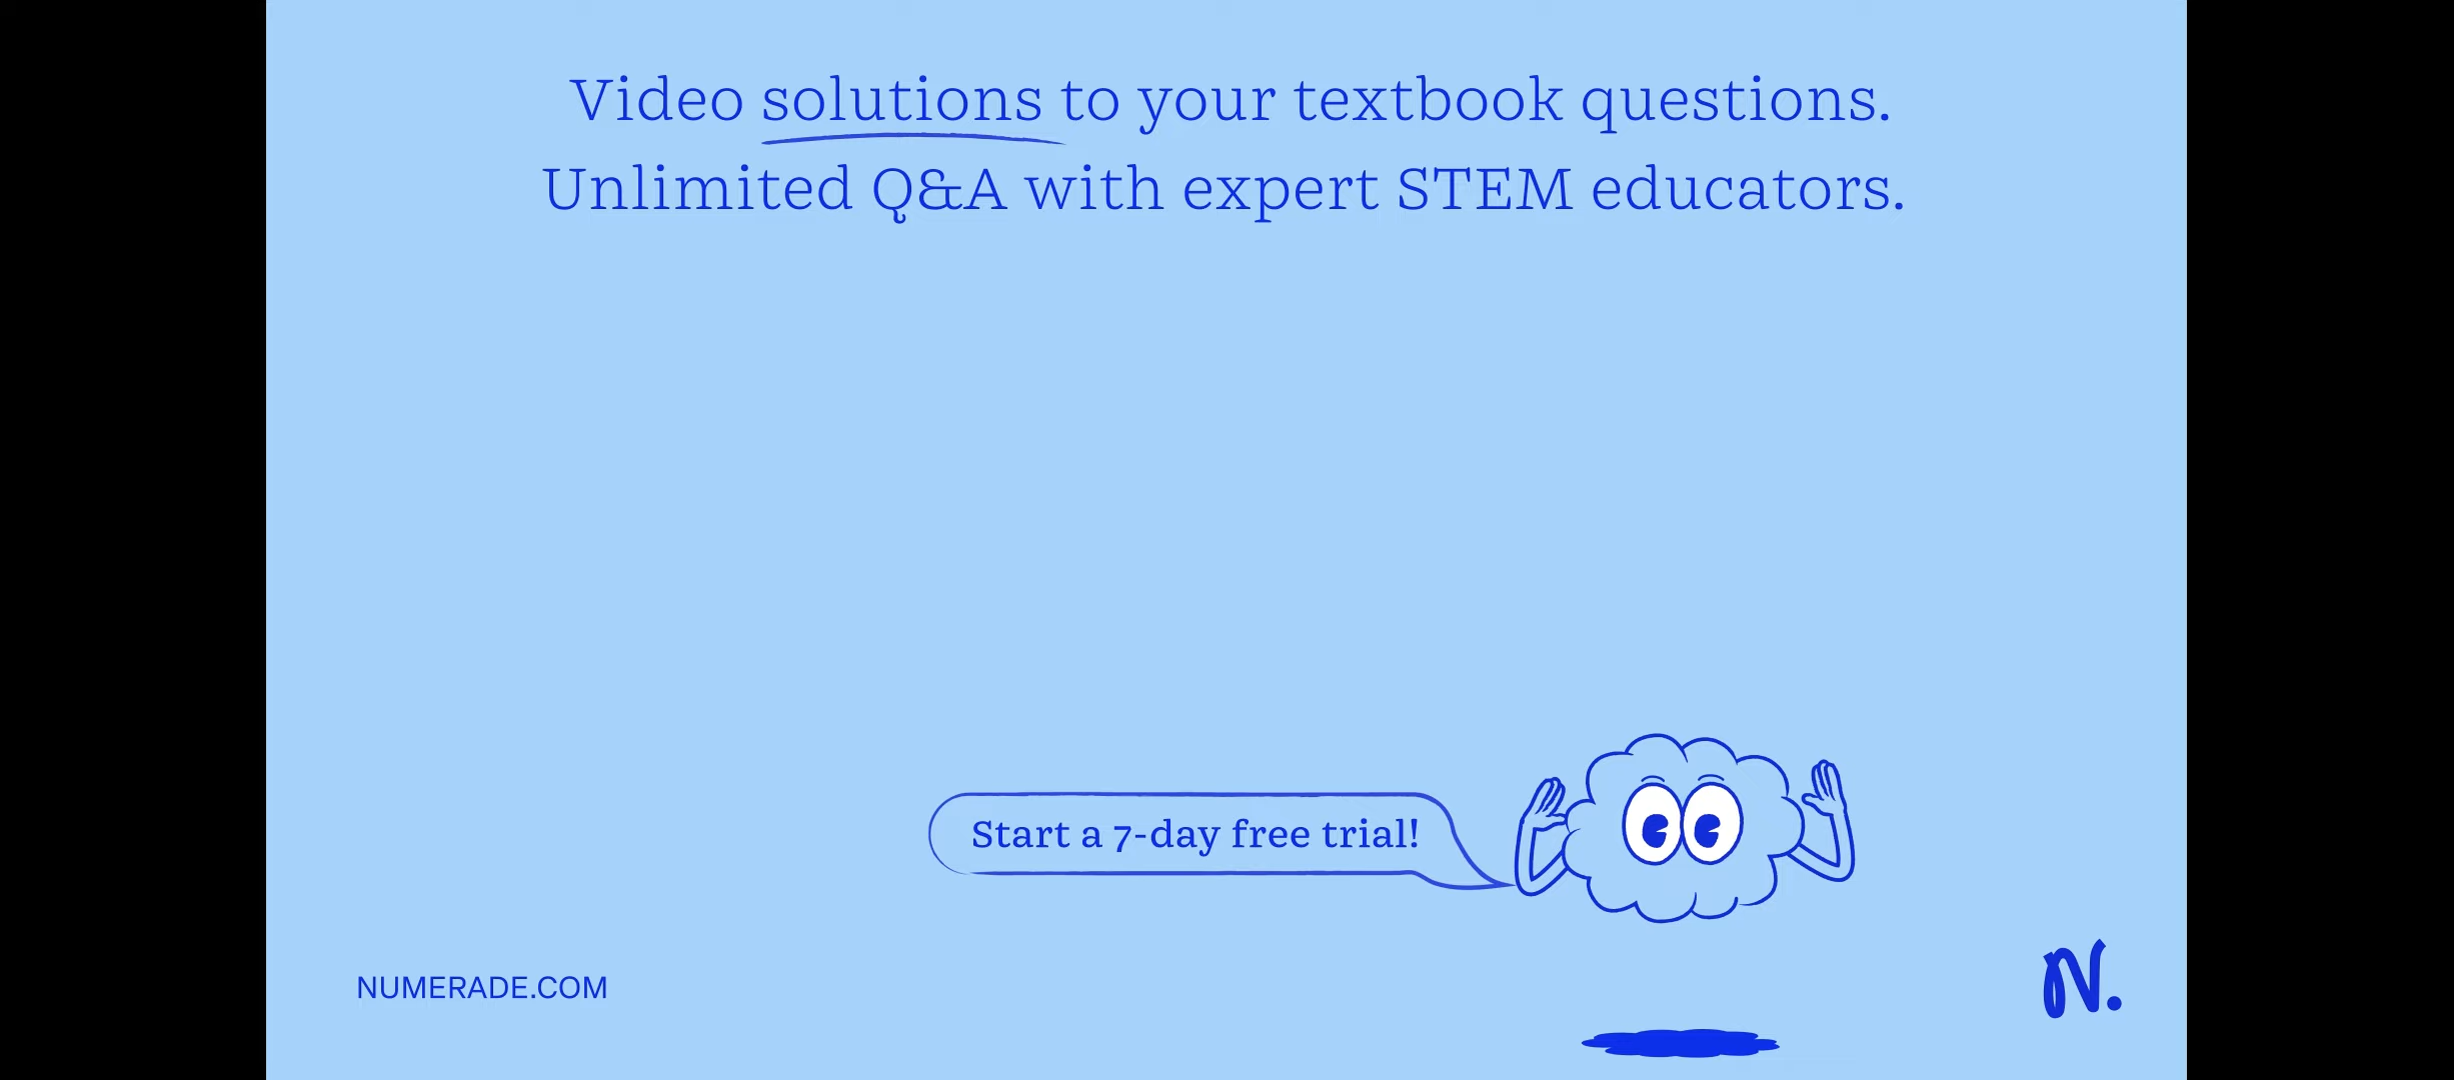 Video solutions to your textbook questions.
Unlimited Q&A with expert STEM educators.
Start a 7-day free trial!
NUMERADE.COM
N.